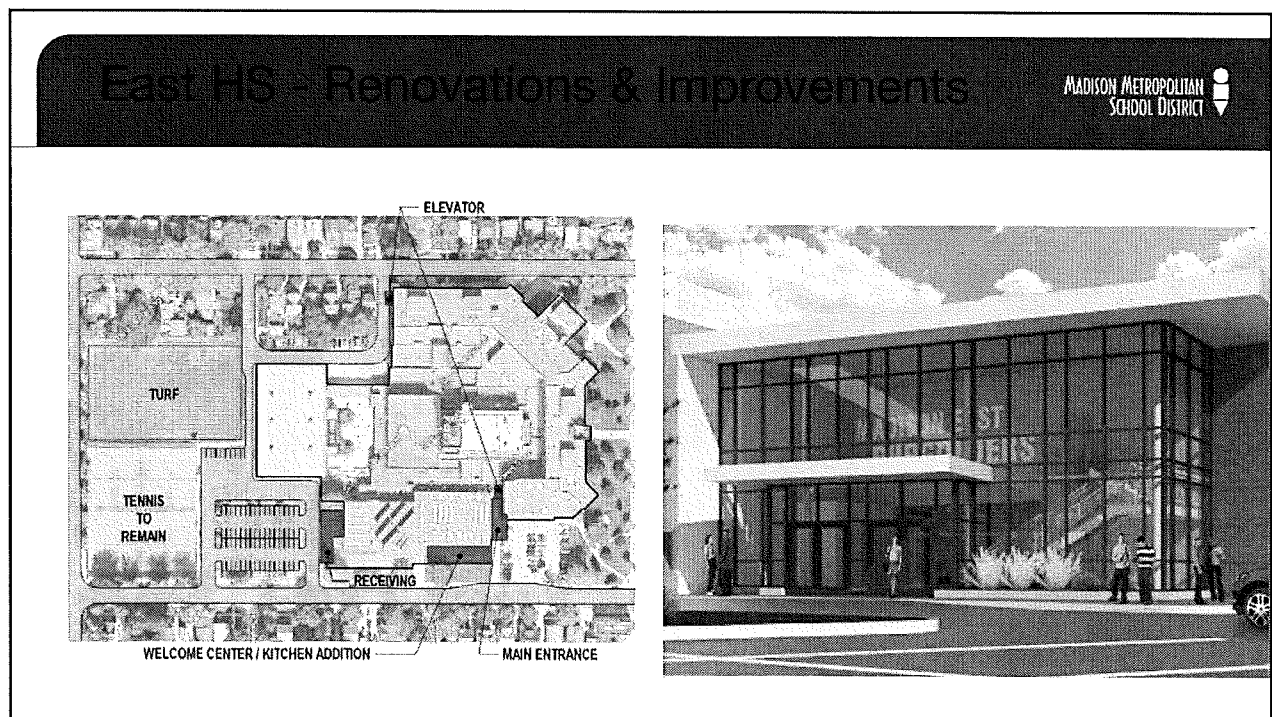 East HS - Renovations & Improvements
MADISON METROPOLITAN
SCHOOL DISTRICT
ELEVATOR
TURF
TENNIS
TO
REMAIN
RECEIVING
WELCOME CENTER / KITCHEN ADDITION
MAIN ENTRANCE